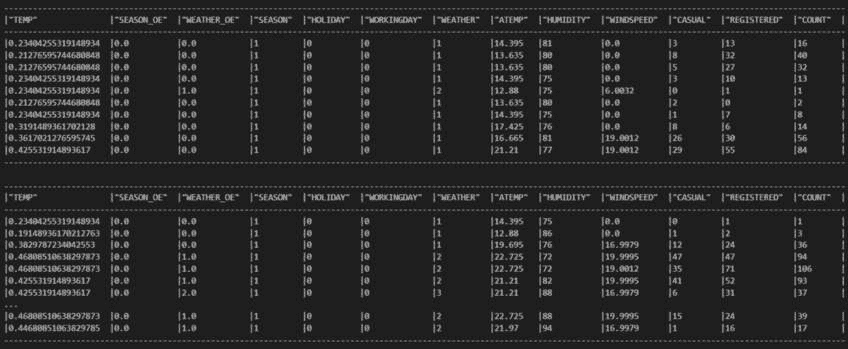 |"TEMP" |"SEASON_OE" |"WEATHER_OE" |"SEASON" |"HOLIDAY" |"WORKINGDAY" |"WEATHER" |"ATEMP" |"HUMIDITY" |"WINDSPEED" |"CASUAL" |"REGISTERED" |"COUNT" |
|0.23404255319148934 |0.0 |0.0 |1 |0 |0 |1 |14.395 |81 |0.0 |3 |13 |16 |
|0.21276595744680848 |0.0 |0.0 |1 |0 |0 |1 |13.635 |80 |0.0 |8 |32 |40 |
|0.21276595744680848 |0.0 |0.0 |1 |0 |0 |1 |13.635 |80 |0.0 |5 |27 |32 |
|0.23404255319148934 |0.0 |0.0 |1 |0 |0 |1 |14.395 |75 |0.0 |3 |10 |13 |
|0.23404255319148934 |0.0 |1.0 |1 |0 |0 |2 |12.88 |75 |6.0032 |0 |1 |1 |
|0.21276595744680848 |0.0 |0.0 |1 |0 |0 |1 |13.635 |80 |0.0 |2 |0 |2 |
|0.23404255319148934 |0.0 |0.0 |1 |0 |0 |1 |14.395 |75 |0.0 |1 |7 |8 |
|0.3191489361702128 |0.0 |0.0 |1 |0 |0 |1 |17.425 |76 |0.0 |8 |6 |14 |
|0.3617021276595745 |0.0 |0.0 |1 |0 |0 |1 |16.665 |81 |19.0012 |26 |30 |56 |
|0.425531914893617 |0.0 |0.0 |1 |0 |0 |1 |21.21 |77 |19.0012 |29 |55 |84 |
|"TEMP" |"SEASON_OE" |"WEATHER_OE" |"SEASON" |"HOLIDAY" |"WORKINGDAY" |"WEATHER" |"ATEMP" |"HUMIDITY" |"WINDSPEED" |"CASUAL" |"REGISTERED" |"COUNT" |
|0.23404255319148934 |0.0 |0.0 |1 |0 |0 |1 |14.395 |75 |0.0 |0 |1 |1 |
|0.19148936170217763 |0.0 |0.0 |1 |0 |0 |1 |12.88 |86 |0.0 |1 |2 |3 |
|0.3829787234042553 |0.0 |0.0 |1 |0 |0 |1 |19.695 |76 |16.9979 |12 |24 |36 |
|0.46808510638297873 |0.0 |1.0 |1 |0 |0 |2 |22.725 |72 |19.9995 |47 |47 |94 |
|0.46808510638297873 |0.0 |1.0 |1 |0 |0 |2 |22.725 |72 |19.0012 |35 |71 |106 |
|0.425531914893617 |0.0 |1.0 |1 |0 |0 |2 |21.21 |82 |19.9995 |41 |52 |93 |
|0.425531914893617 |0.0 |2.0 |1 |0 |0 |3 |21.21 |88 |16.9979 |6 |31 |37 |
---
|0.46808510638297873 |0.0 |1.0 |1 |0 |0 |2 |22.725 |88 |19.9995 |15 |24 |39 |
|0.44680851063829785 |0.0 |1.0 |1 |0 |0 |2 |21.97 |94 |16.9979 |1 |16 |17 |